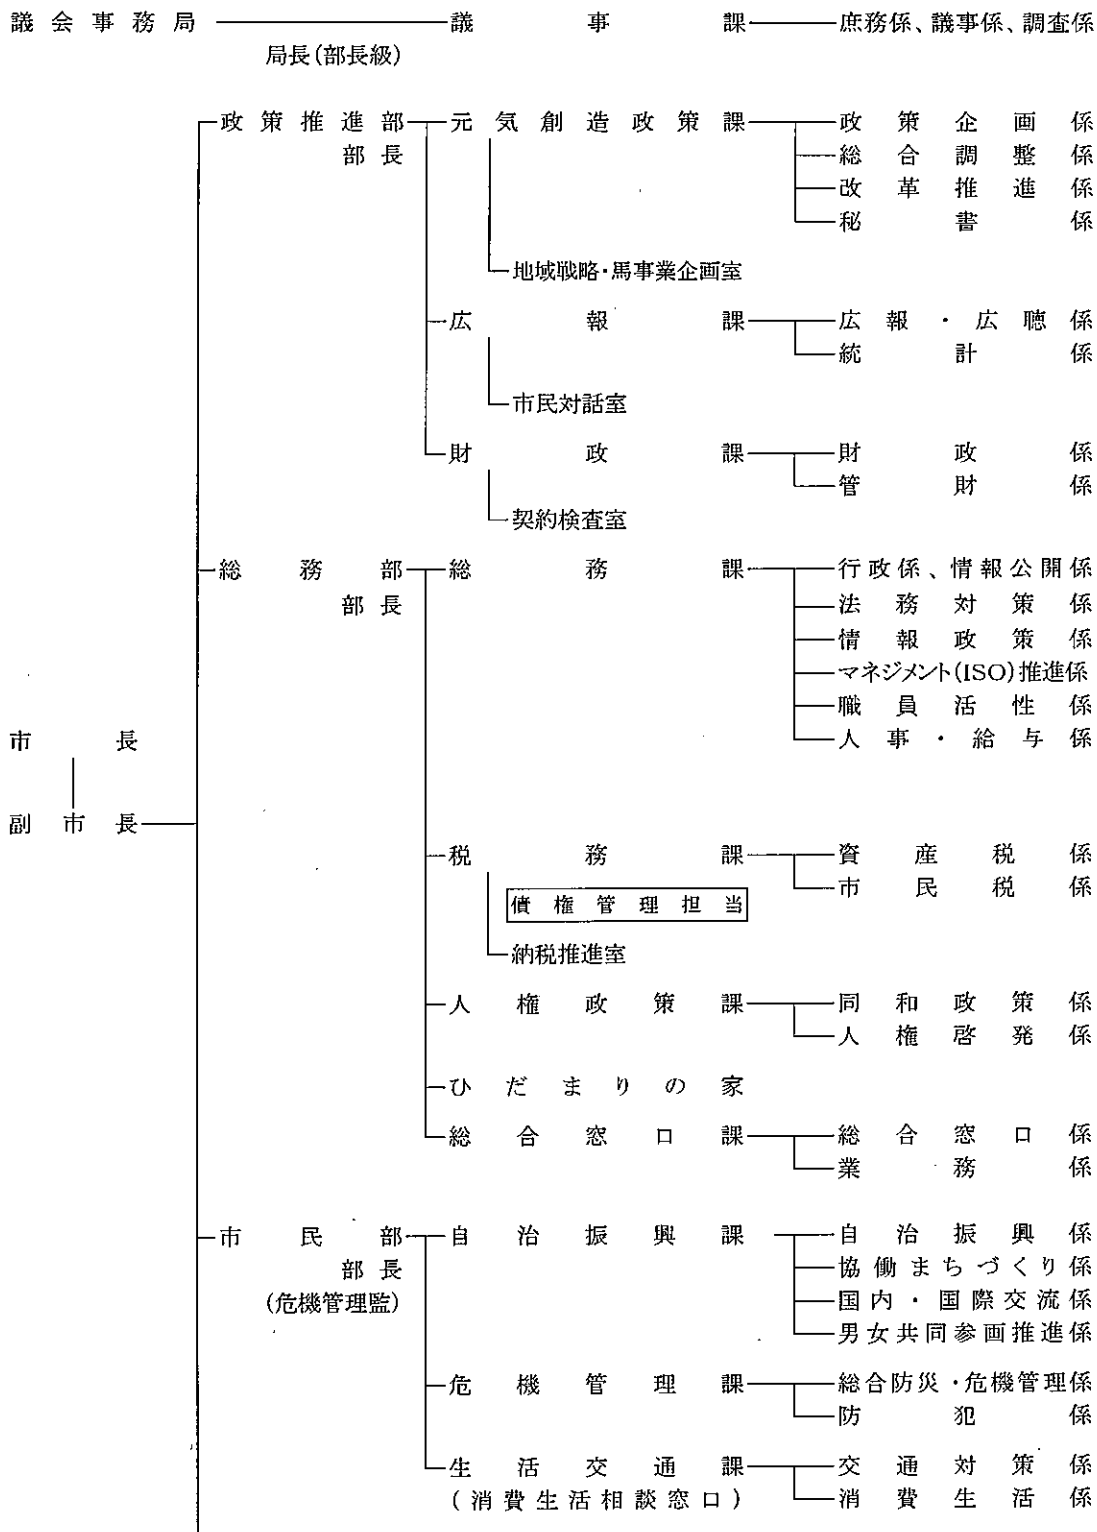 議会事務局 議事課 庶務係、議事係、調査係
局長(部長級)
政策推進部 元気創造政策課 政策企画係
部長 総合調整係
改革推進係
秘書係
地域戦略・馬事業企画室
広報課 広報・広聴係
統計係
市民対話室
財政課 財政係
管財係
契約検査室
総務部 総務課 行政係、情報公開係
部長 法務対策係
情報政策係
マネジメント(ISO)推進係
職員活性係
市長 人事・給与係
副市長
税務課 資産税係
市民税係
債権管理担当
納税推進室
人権政策課 同和政策係
人権啓発係
ひだまりの家
総合窓口課 総合窓口係
業務係
市民部 自治振興課 自治振興係
部長 協働まちづくり係
(危機管理監) 国内・国際交流係
男女共同参画推進係
危機管理課 総合防災・危機管理係
防犯係
生活交通課 交通対策係
(消費生活相談窓口) 消費生活係